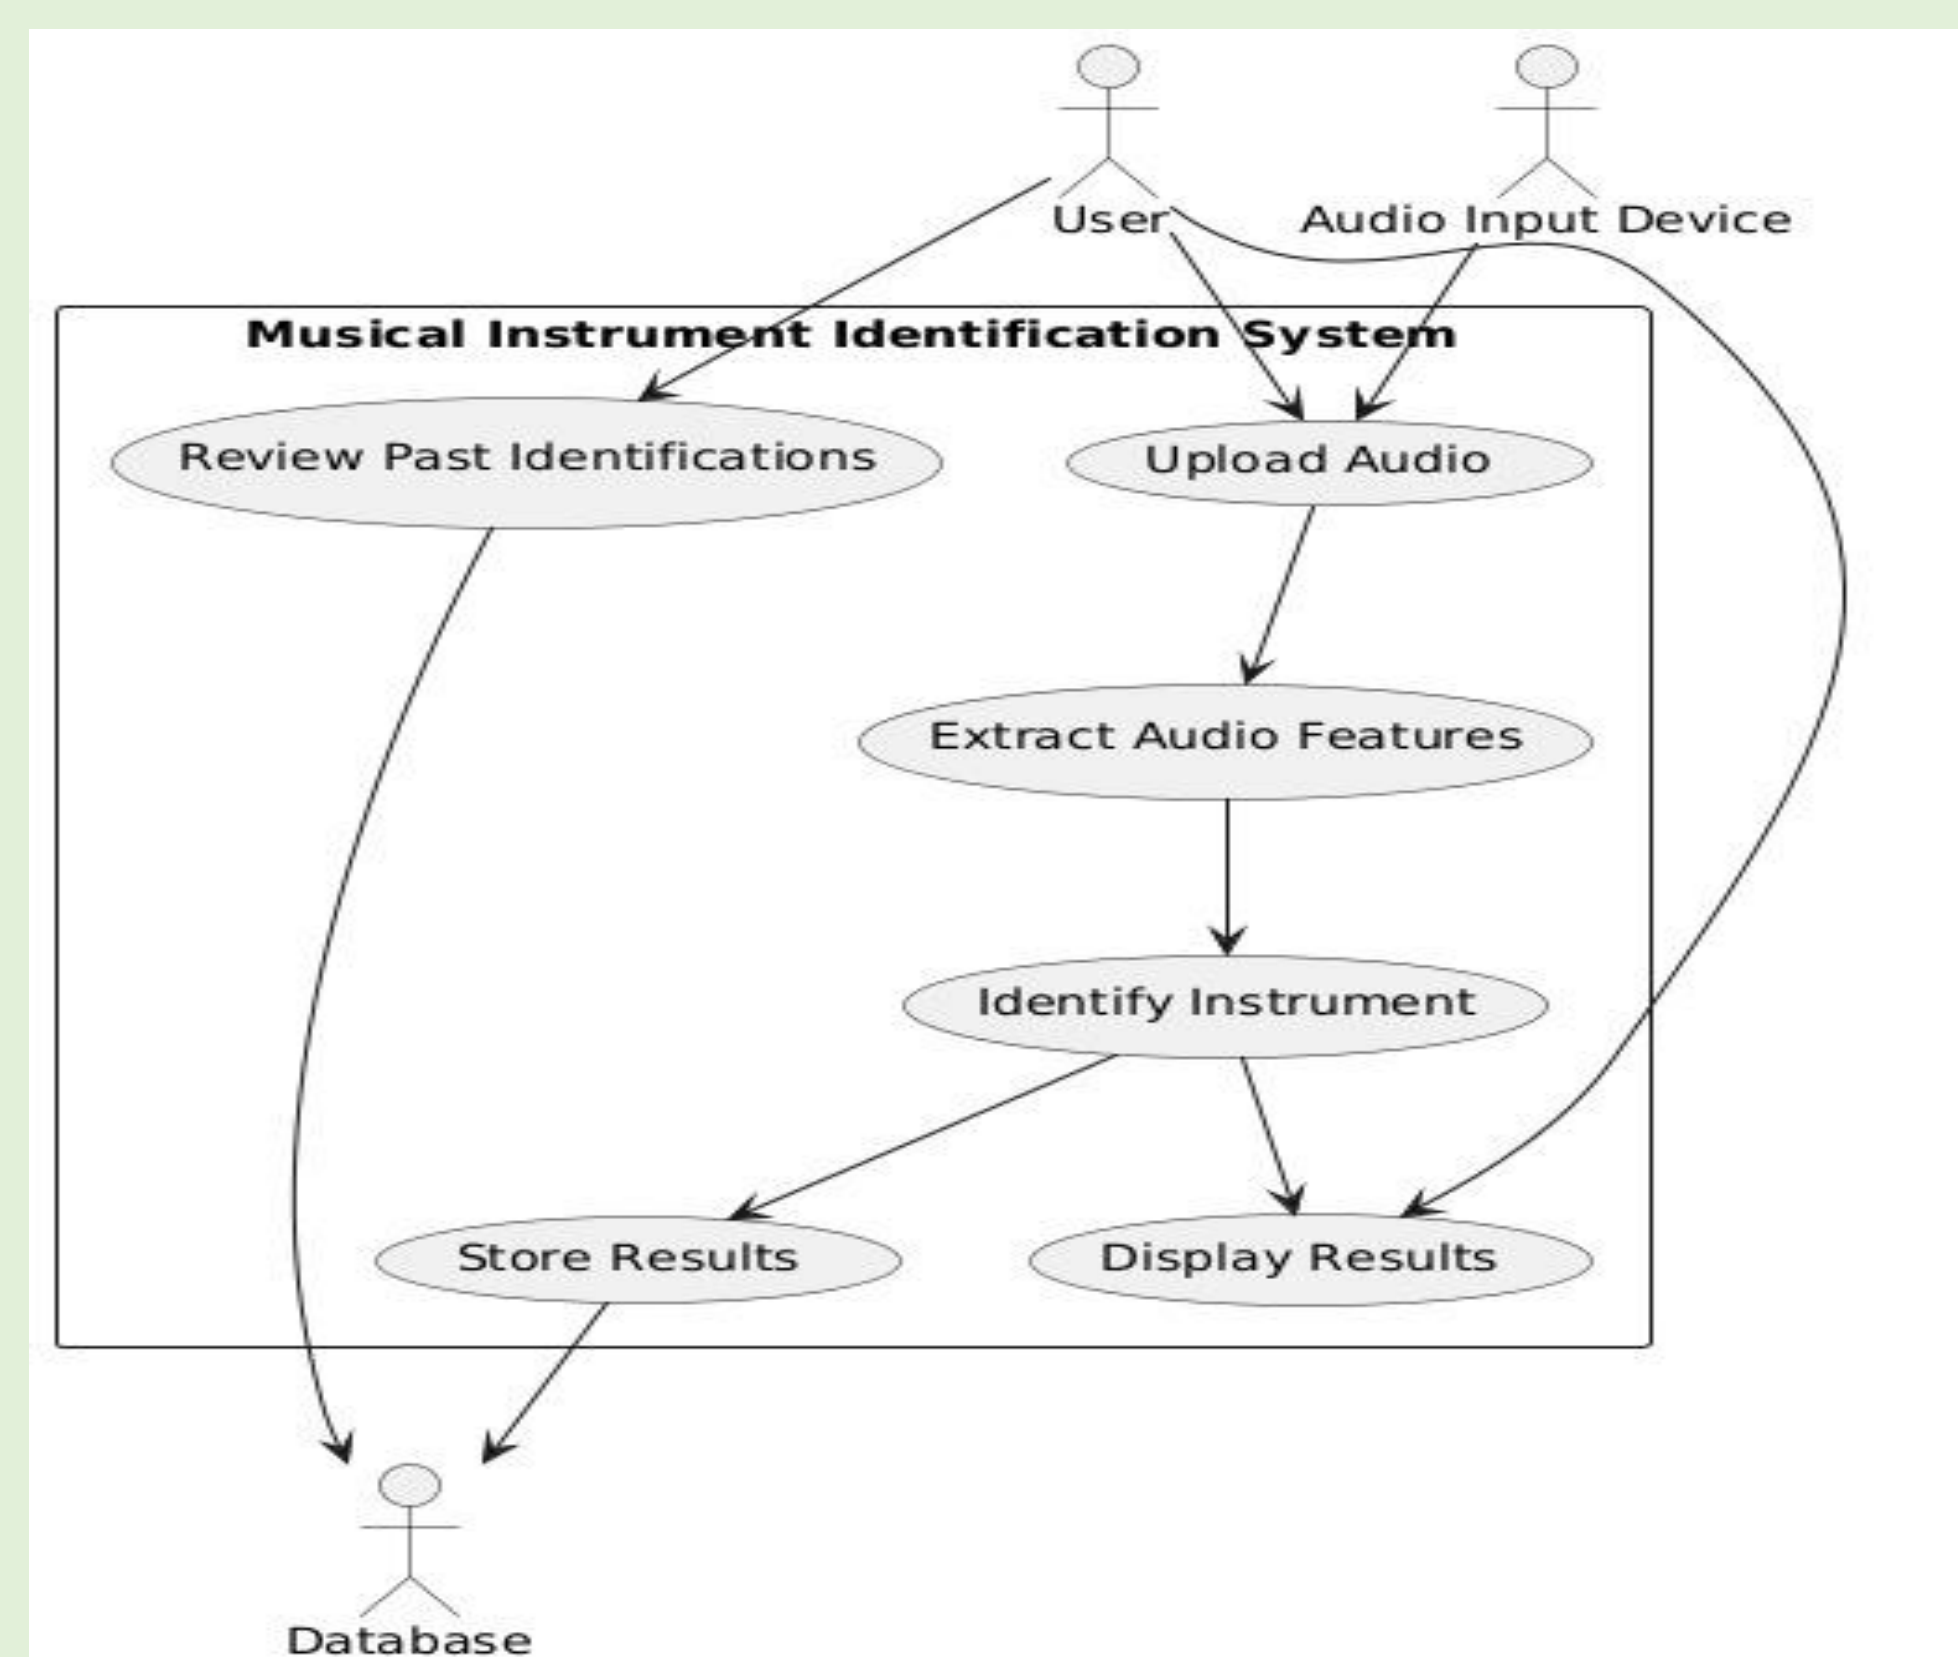 User
Audio Input Device
Musical Instrument Identification System
Review Past Identifications
Upload Audio
Extract Audio Features
Identify Instrument
Store Results
Display Results
Database